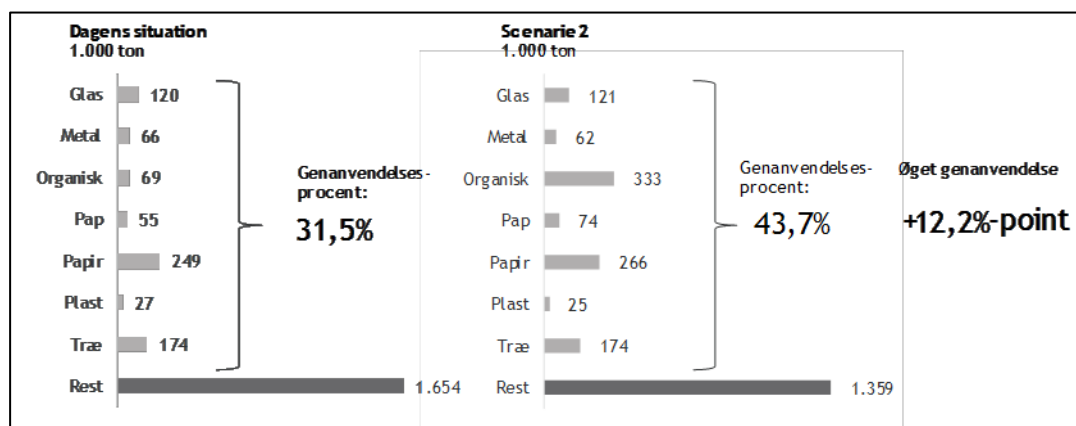 Dagens situation
1.000 ton
Glas 120
Metal 66
Organisk 69
Pap 55
Papir 249
Plast 27
Træ 174
Rest 1.654
Genanvendelses-
procent:
31,5%
Scenarie 2
1.000 ton
Glas 121
Metal 62
Organisk 333
Pap 74
Papir 266
Plast 25
Træ 174
Rest 1.359
Genanvendelses-
procent:
43,7%
Øget genanvendelse
+12,2%-point